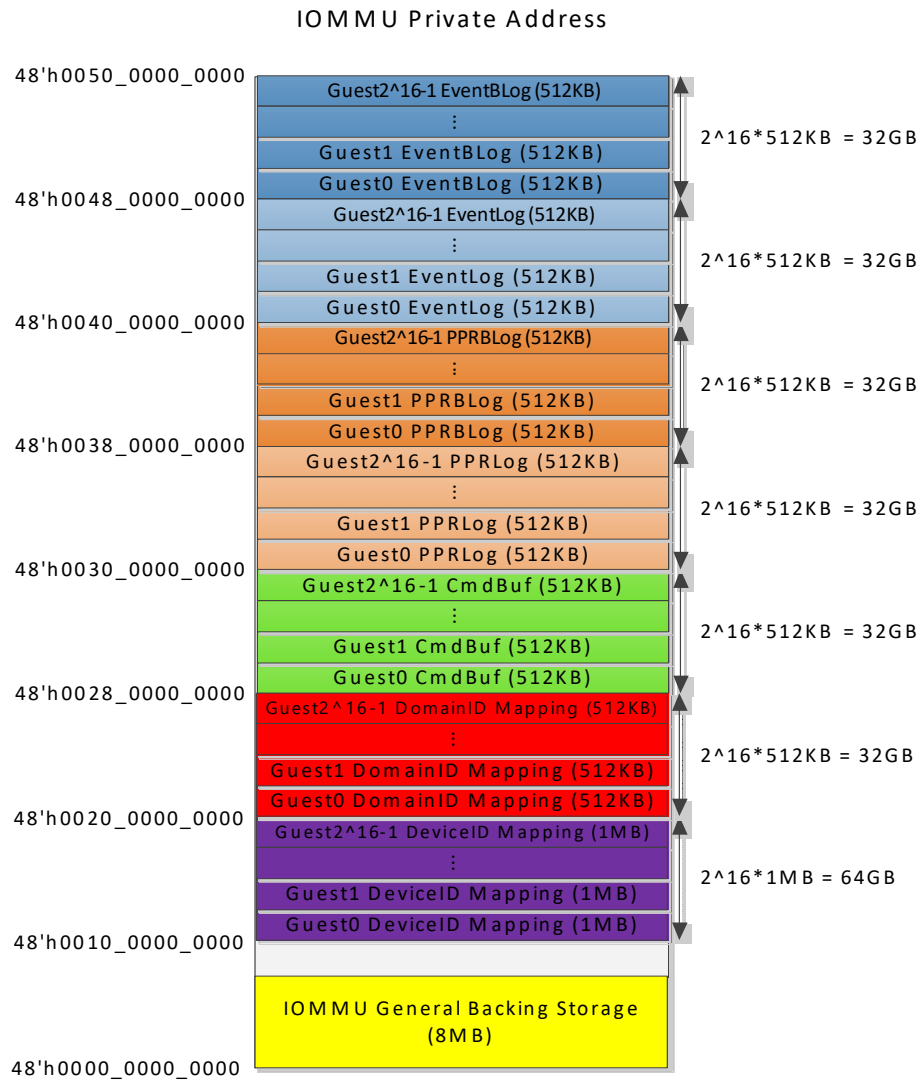 IOMMU Private Address
48'h0050_0000_0000
Guest2^16-1 EventBLog (512KB)
⋮
2^16*512KB = 32GB
Guest1 EventBLog (512KB)
Guest0 EventBLog (512KB)
48'h0048_0000_0000
Guest2^16-1 EventLog (512KB)
⋮
2^16*512KB = 32GB
Guest1 EventLog (512KB)
Guest0 EventLog (512KB)
48'h0040_0000_0000
Guest2^16-1 PPRBLog (512KB)
⋮
2^16*512KB = 32GB
Guest1 PPRBLog (512KB)
Guest0 PPRBLog (512KB)
48'h0038_0000_0000
Guest2^16-1 PPRLog (512KB)
⋮
2^16*512KB = 32GB
Guest1 PPRLog (512KB)
Guest0 PPRLog (512KB)
48'h0030_0000_0000
Guest2^16-1 CmdBuf (512KB)
⋮
2^16*512KB = 32GB
Guest1 CmdBuf (512KB)
Guest0 CmdBuf (512KB)
48'h0028_0000_0000
Guest2^16-1 DomainID Mapping (512KB)
⋮
2^16*512KB = 32GB
Guest1 DomainID Mapping (512KB)
Guest0 DomainID Mapping (512KB)
48'h0020_0000_0000
Guest2^16-1 DeviceID Mapping (1MB)
⋮
2^16*1MB = 64GB
Guest1 DeviceID Mapping (1MB)
Guest0 DeviceID Mapping (1MB)
48'h0010_0000_0000
IOMMU General Backing Storage
(8MB)
48'h0000_0000_0000